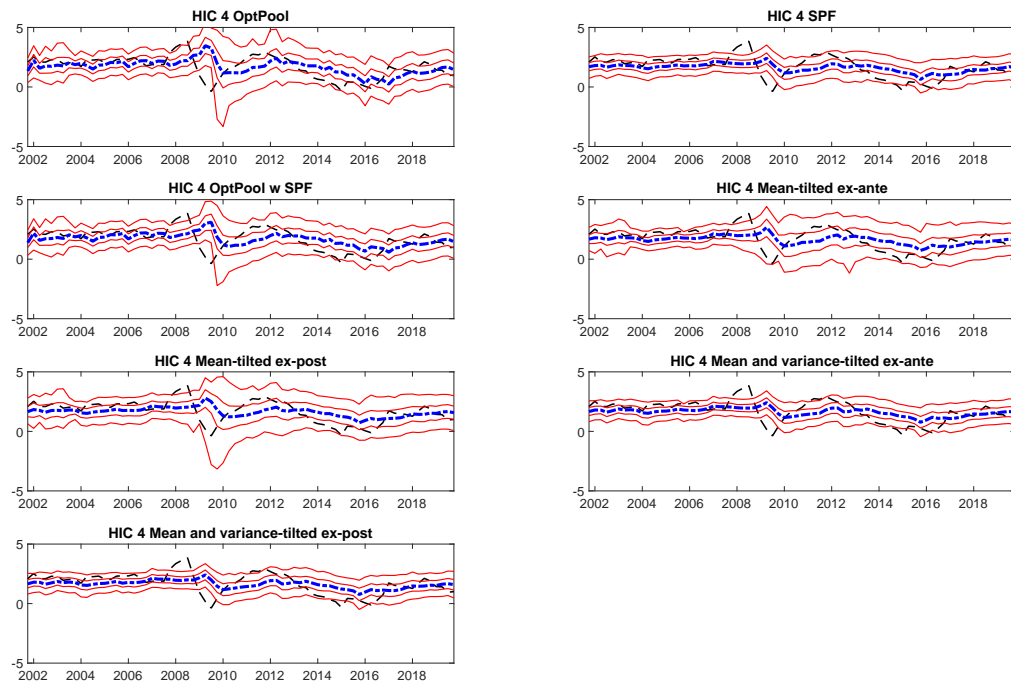 HIC 4 OptPool
5
0
-5
2002 2004 2006 2008 2010 2012 2014 2016 2018
HIC 4 SPF
5
0
-5
2002 2004 2006 2008 2010 2012 2014 2016 2018
HIC 4 OptPool w SPF
5
0
-5
2002 2004 2006 2008 2010 2012 2014 2016 2018
HIC 4 Mean-tilted ex-ante
5
0
-5
2002 2004 2006 2008 2010 2012 2014 2016 2018
HIC 4 Mean-tilted ex-post
5
0
-5
2002 2004 2006 2008 2010 2012 2014 2016 2018
HIC 4 Mean and variance-tilted ex-ante
5
0
-5
2002 2004 2006 2008 2010 2012 2014 2016 2018
HIC 4 Mean and variance-tilted ex-post
5
0
-5
2002 2004 2006 2008 2010 2012 2014 2016 2018